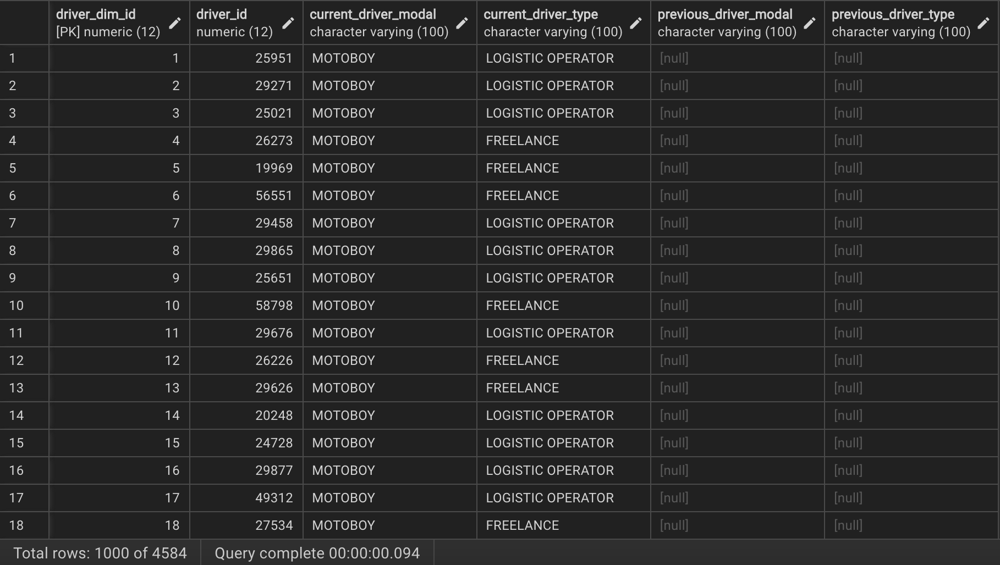 driver_dim_id driver_id current_driver_modal current_driver_type previous_driver_modal previous_driver_type
[PK] numeric (12) numeric (12) character varying (100) character varying (100) character varying (100) character varying (100)
1 1 25951 MOTOBOY LOGISTIC OPERATOR [null] [null]
2 2 29271 MOTOBOY LOGISTIC OPERATOR [null] [null]
3 3 25021 MOTOBOY LOGISTIC OPERATOR [null] [null]
4 4 26273 MOTOBOY FREELANCE [null] [null]
5 5 19969 MOTOBOY FREELANCE [null] [null]
6 6 56551 MOTOBOY FREELANCE [null] [null]
7 7 29458 MOTOBOY LOGISTIC OPERATOR [null] [null]
8 8 29865 MOTOBOY LOGISTIC OPERATOR [null] [null]
9 9 25651 MOTOBOY LOGISTIC OPERATOR [null] [null]
10 10 58798 MOTOBOY FREELANCE [null] [null]
11 11 29676 MOTOBOY LOGISTIC OPERATOR [null] [null]
12 12 26226 MOTOBOY FREELANCE [null] [null]
13 13 29626 MOTOBOY FREELANCE [null] [null]
14 14 20248 MOTOBOY LOGISTIC OPERATOR [null] [null]
15 15 24728 MOTOBOY LOGISTIC OPERATOR [null] [null]
16 16 29877 MOTOBOY LOGISTIC OPERATOR [null] [null]
17 17 49312 MOTOBOY LOGISTIC OPERATOR [null] [null]
18 18 27534 MOTOBOY FREELANCE [null] [null]
Total rows: 1000 of 4584 Query complete 00:00:00.094